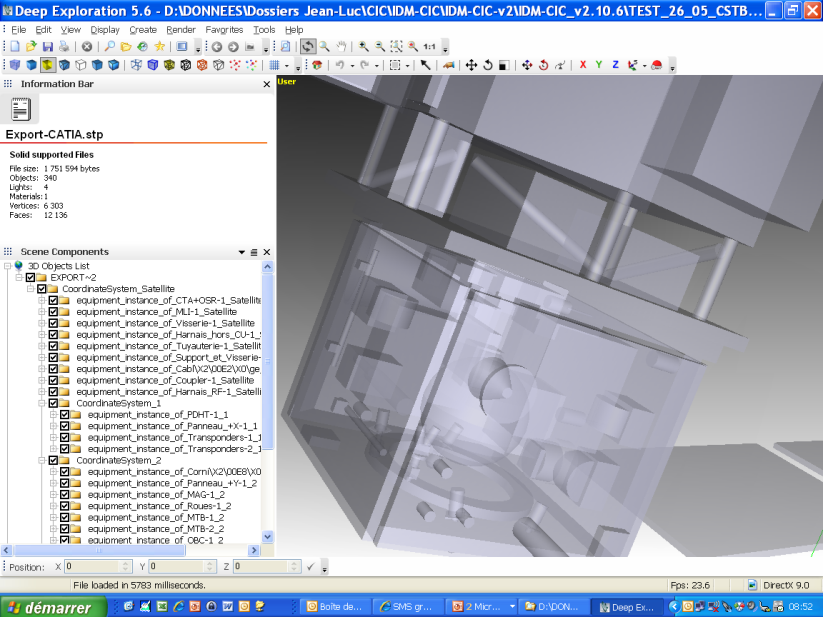 Deep Exploration 5.6 - D:\DONNEES\Dossiers Jean-Luc\CIC\IDM-CIC\IDM-CIC-v2\IDM-CIC_v2.10.6\TEST_26_05_CSTB...
File Edit View Display Create Render Favorites Tools Help
1:1
X Y Z
Information Bar
User
Export-CATIA.stp
Solid supported Files
File size: 1 751 594 bytes
Objects: 340
Lights: 4
Materials: 1
Vertices: 6 303
Faces: 12 136
Scene Components
3D Objects List
EXPORT~2
CoordinateSystem_Satellite
equipment_instance_of_CTA+OSR-1_Satellite
equipment_instance_of_MLI-1_Satellite
equipment_instance_of_Visserie-1_Satellite
equipment_instance_of_Harnais_hors_CU-1_
equipment_instance_of_Tuyauterie-1_Satellit
equipment_instance_of_Support_et_Visserie-
equipment_instance_of_Cabl\X2\00E2\X0\ge_
equipment_instance_of_Coupler-1_Satellite
equipment_instance_of_Harnais_RF-1_Satelli
CoordinateSystem_1
equipment_instance_of_PDHT-1_1
equipment_instance_of_Panneau_+X-1_1
equipment_instance_of_Transponders-1_1
equipment_instance_of_Transponders-2_1
CoordinateSystem_2
equipment_instance_of_Corni\X2\00E8\X0
equipment_instance_of_Panneau_+Y-1_2
equipment_instance_of_MAG-1_2
equipment_instance_of_Roues-1_2
equipment_instance_of_MTB-1_2
equipment_instance_of_MTB-2_2
equipment_instance_of_OBC-1_2
Position: X 0 Y 0 Z 0
File loaded in 5783 milliseconds.
Fps: 23.6
DirectX 9.0
démarrer
Boîte de...
SMS gr...
2 Micr...
D:\DON...
Deep Ex...
08:52